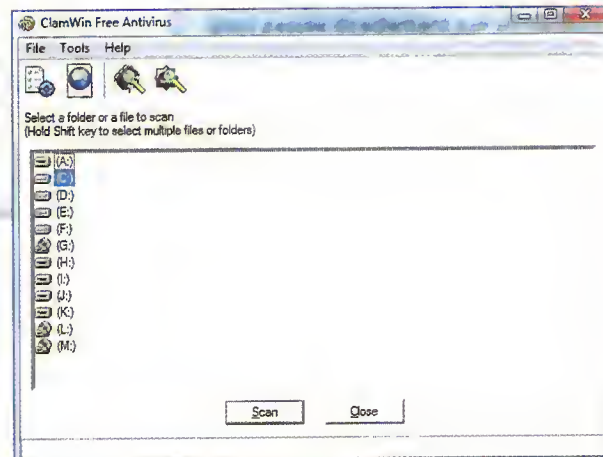 ClamWin Free Antivirus
File Tools Help
Select a folder or a file to scan
(Hold Shift key to select multiple files or folders)
(A:)
(C:)
(D:)
(E:)
(F:)
(G:)
(H:)
(I:)
(J:)
(K:)
(L:)
(M:)
Scan Close